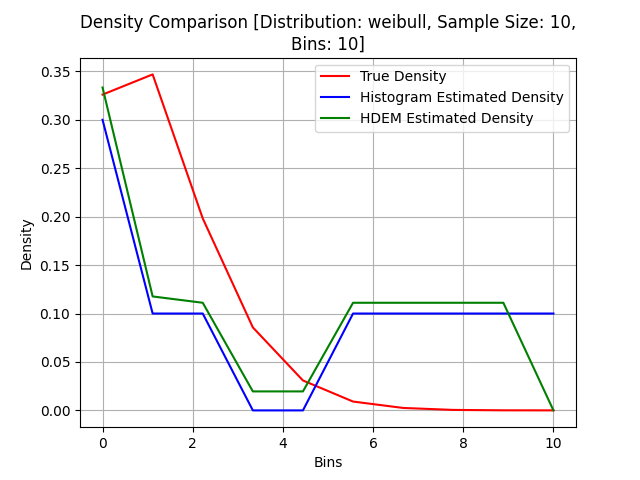 Density Comparison [Distribution: weibull, Sample Size: 10,
Bins: 10]
True Density
Histogram Estimated Density
HDEM Estimated Density
Density
0.35
0.30
0.25
0.20
0.15
0.10
0.05
0.00
0 2 4 6 8 10
Bins